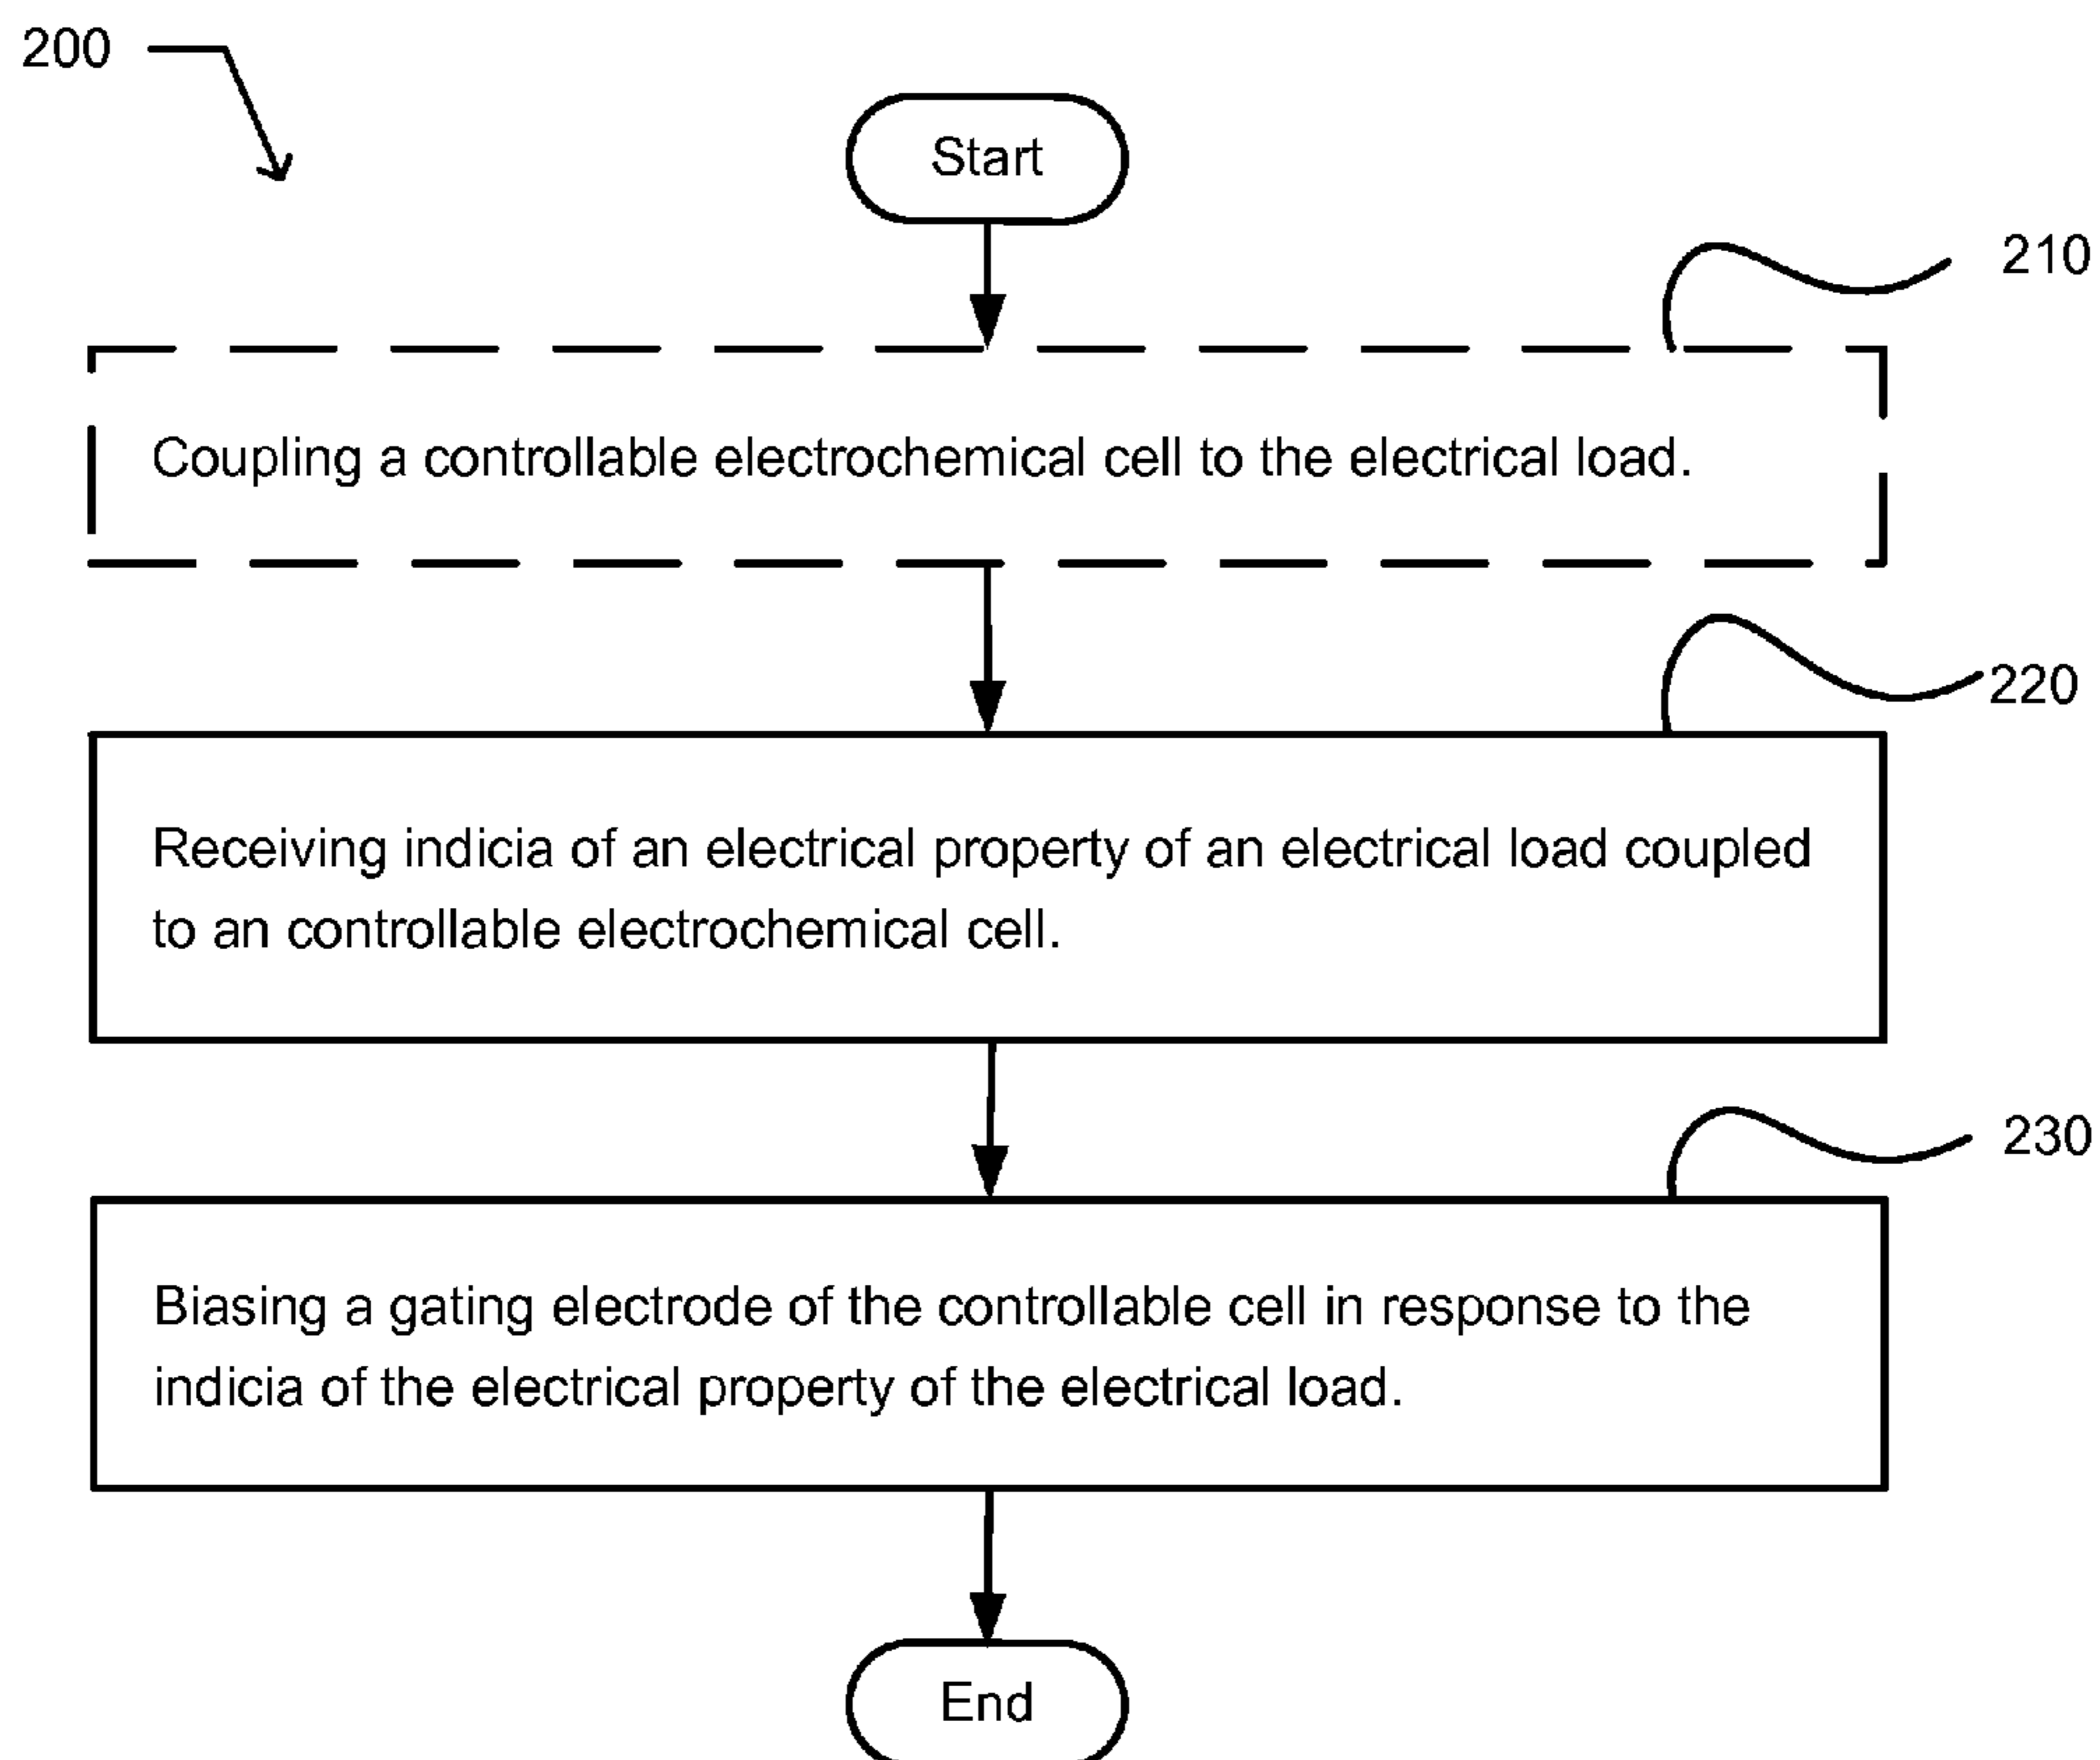 200
Start
210
Coupling a controllable electrochemical cell to the electrical load.
220
Receiving indicia of an electrical property of an electrical load coupled
to an controllable electrochemical cell.
230
Biasing a gating electrode of the controllable cell in response to the
indicia of the electrical property of the electrical load.
End